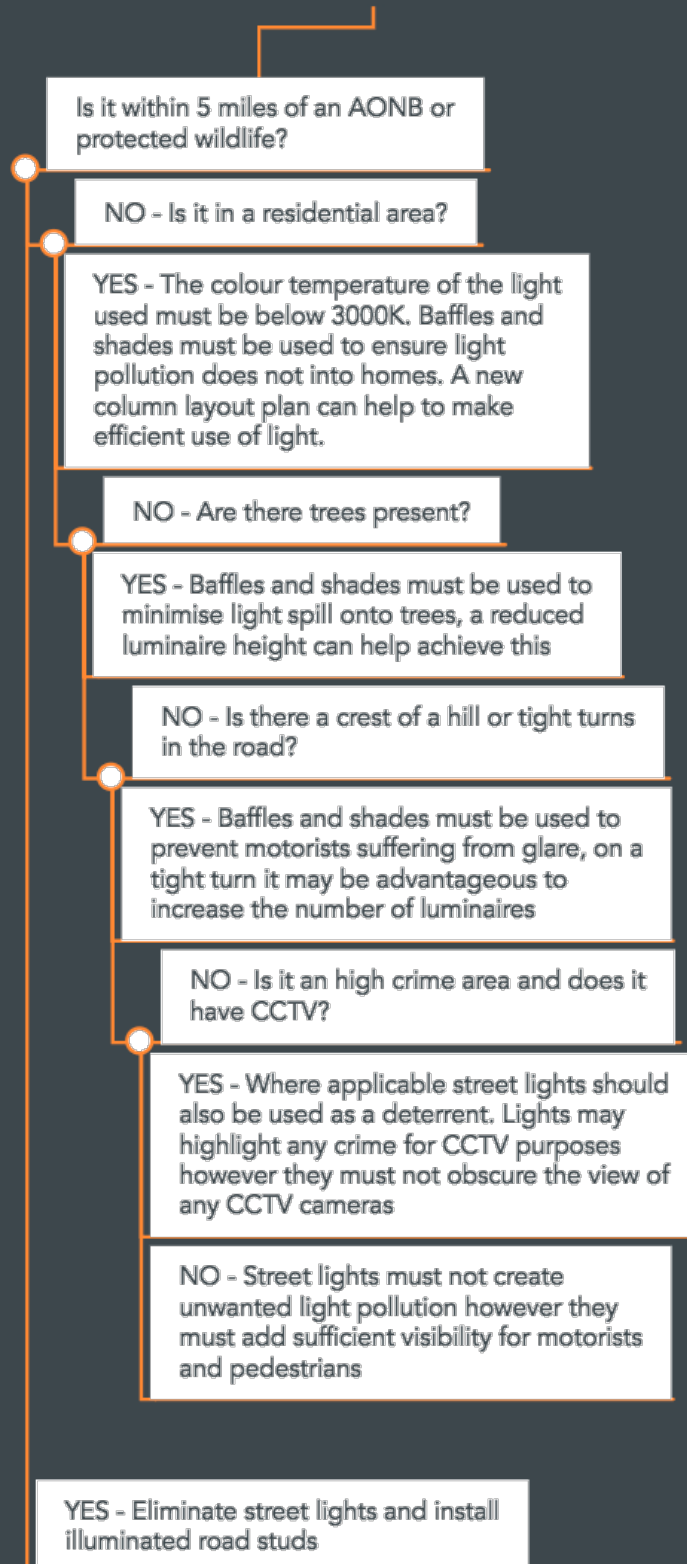 Is it within 5 miles of an AONB or
protected wildlife?
NO - Is it in a residential area?
YES - The colour temperature of the light
used must be below 3000K. Baffles and
shades must be used to ensure light
pollution does not into homes. A new
column layout plan can help to make
efficient use of light.
NO - Are there trees present?
YES - Baffles and shades must be used to
minimise light spill onto trees, a reduced
luminaire height can help achieve this
NO - Is there a crest of a hill or tight turns
in the road?
YES - Baffles and shades must be used to
prevent motorists suffering from glare, on a
tight turn it may be advantageous to
increase the number of luminaires
NO - Is it an high crime area and does it
have CCTV?
YES - Where applicable street lights should
also be used as a deterrent. Lights may
highlight any crime for CCTV purposes
however they must not obscure the view of
any CCTV cameras
NO - Street lights must not create
unwanted light pollution however they
must add sufficient visibility for motorists
and pedestrians
YES - Eliminate street lights and install
illuminated road studs